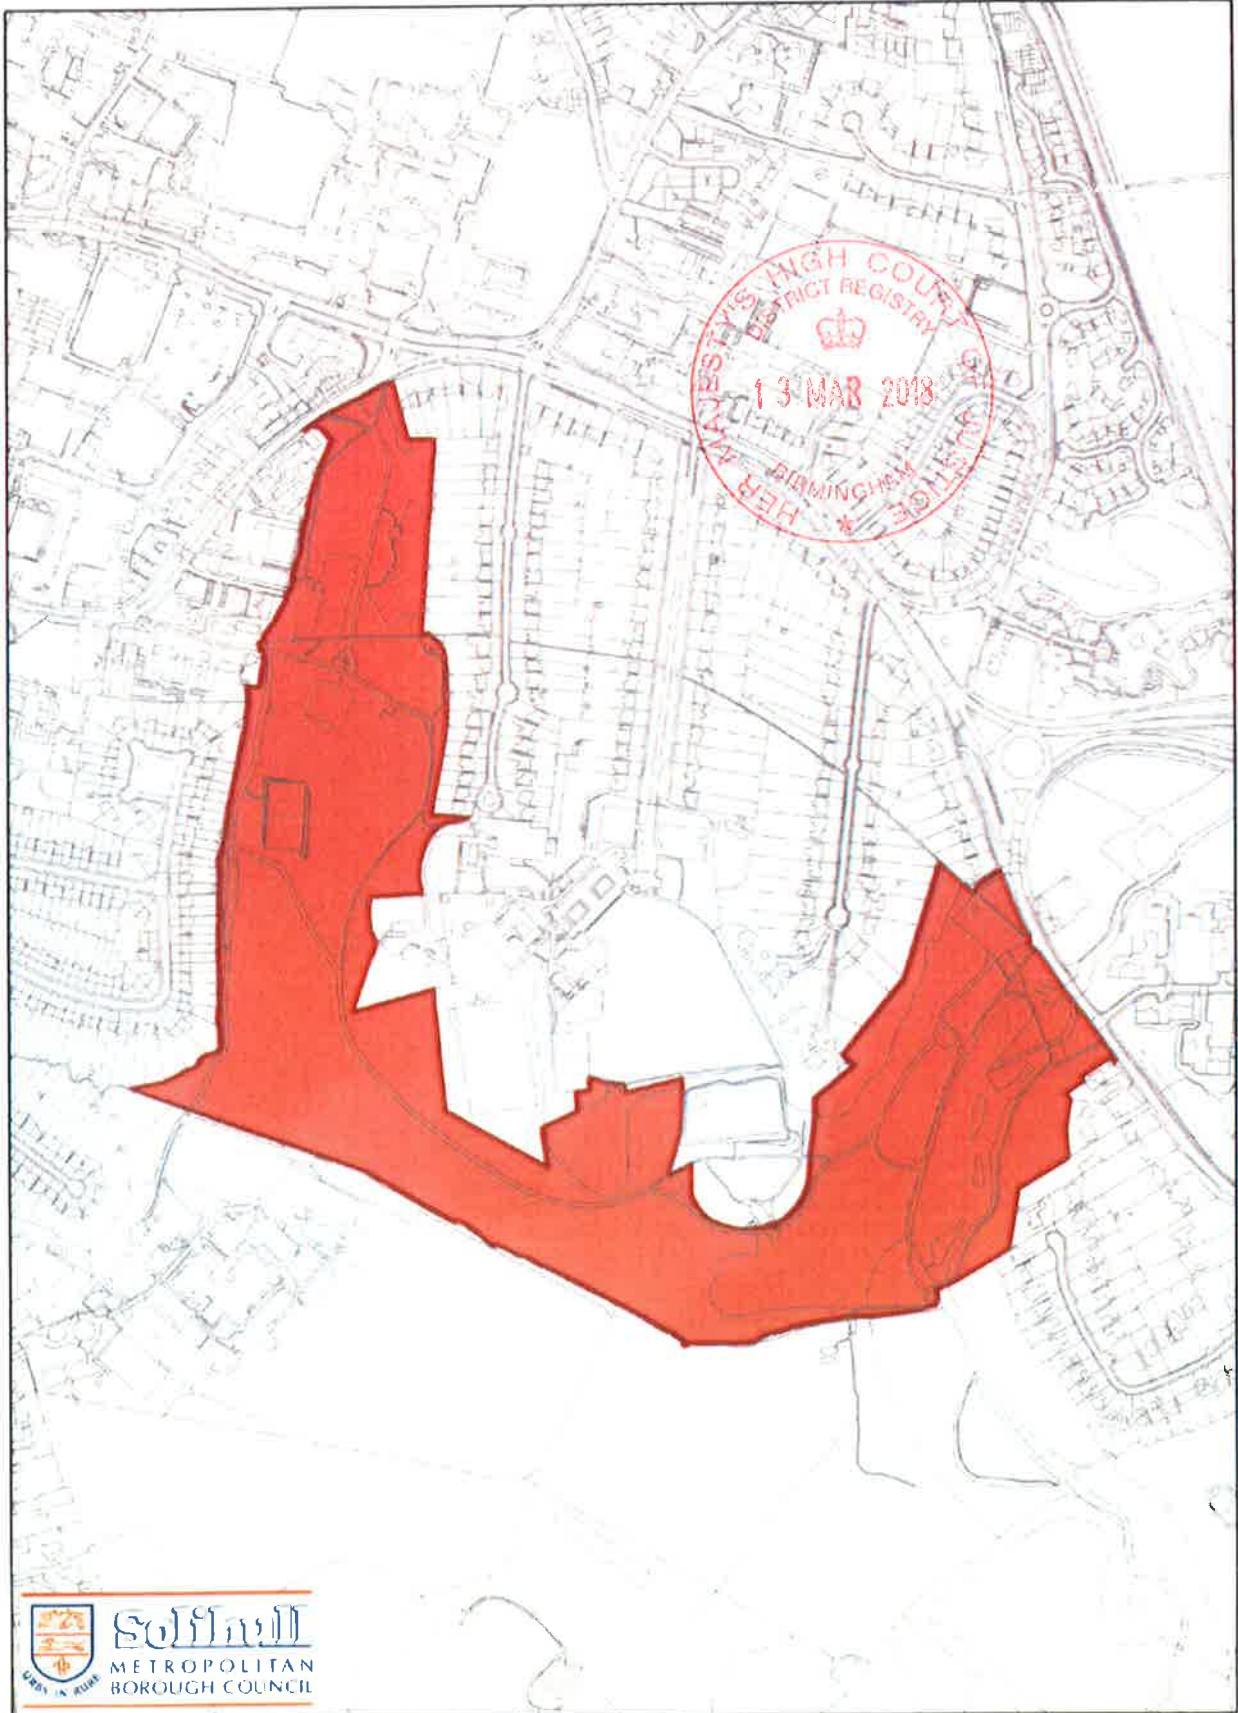 HER MAJESTY'S HIGH COURT OF JUSTICE
DISTRICT REGISTRY
13 MAR 2018
BIRMINGHAM
*
Solihull
METROPOLITAN
BOROUGH COUNCIL
URBS IN RURE